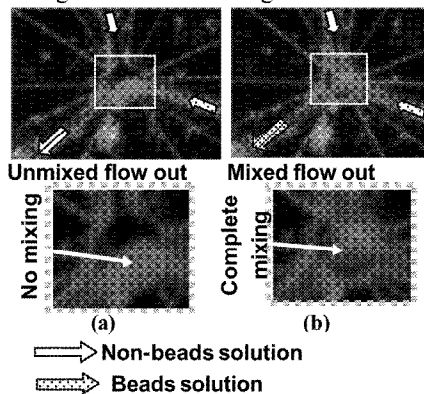 Unmixed flow out Mixed flow out
No mixing
Complete
mixing
(a) (b)
Non-beads solution
Beads solution